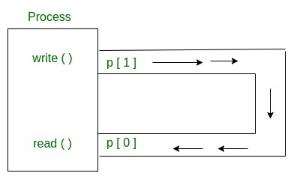 Process
write ( )
p [ 1 ]
read ( )
p [ 0 ]